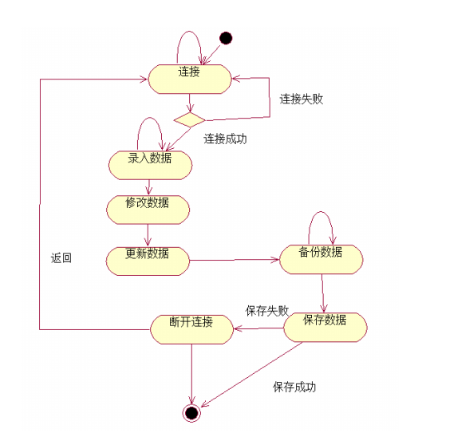 连接
连接失败
连接成功
录入数据
修改数据
更新数据
备份数据
返回
保存失败
断开连接
保存数据
保存成功